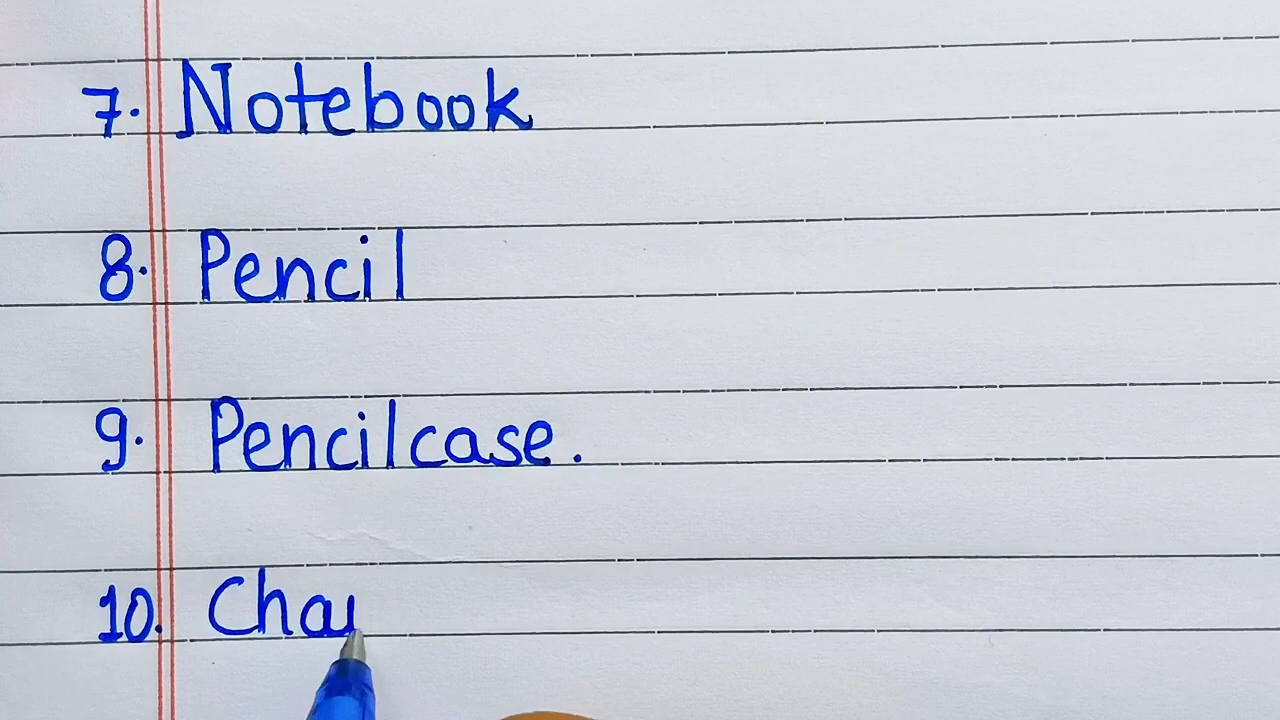 7. Notebook
8. Pencil
9. Pencilcase.
10. Cha